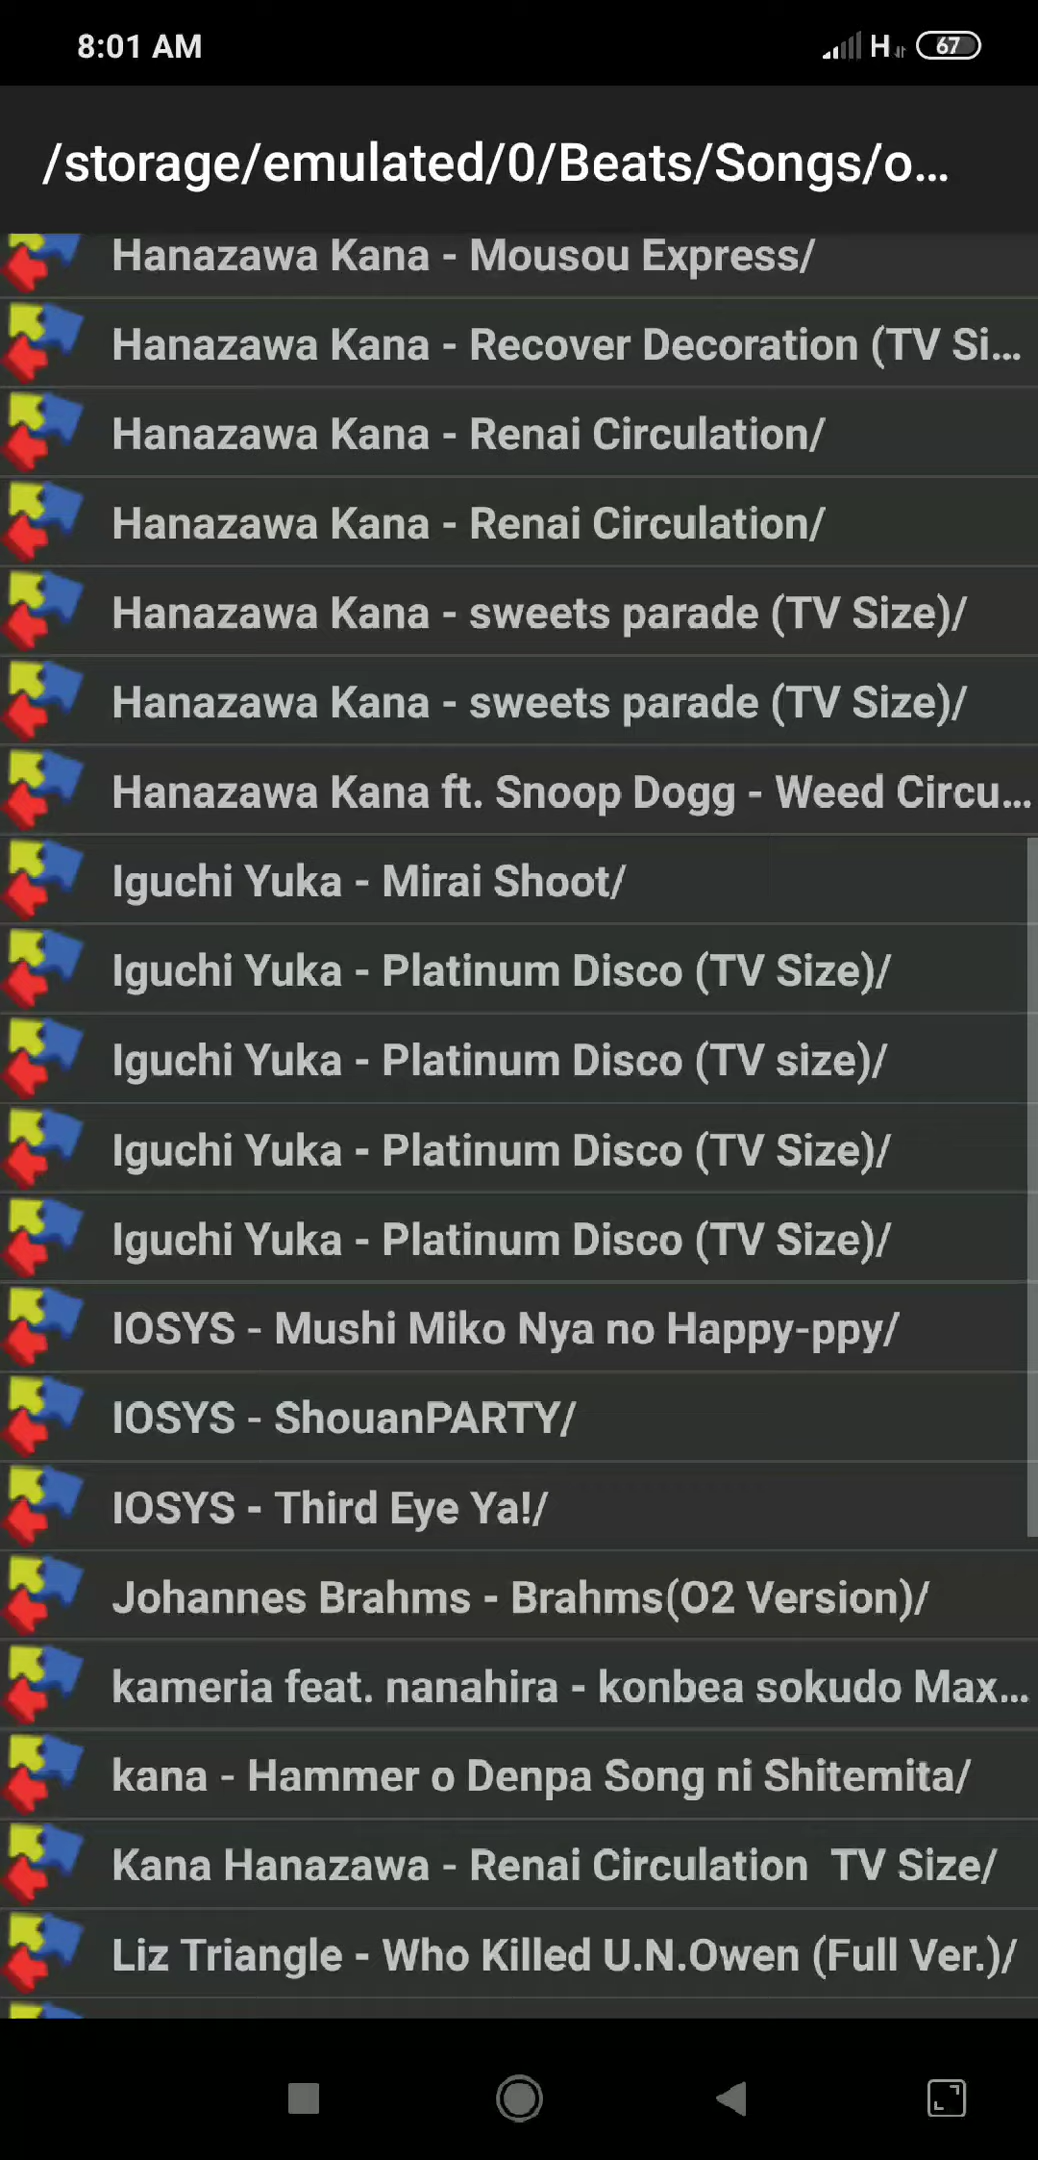 8:01 AM
H
67
/storage/emulated/0/Beats/Songs/o...
Hanazawa Kana - Mousou Express/
Hanazawa Kana - Recover Decoration (TV Si...
Hanazawa Kana - Renai Circulation/
Hanazawa Kana - Renai Circulation/
Hanazawa Kana - sweets parade (TV Size)/
Hanazawa Kana - sweets parade (TV Size)/
Hanazawa Kana ft. Snoop Dogg - Weed Circu...
Iguchi Yuka - Mirai Shoot/
Iguchi Yuka - Platinum Disco (TV Size)/
Iguchi Yuka - Platinum Disco (TV size)/
Iguchi Yuka - Platinum Disco (TV Size)/
Iguchi Yuka - Platinum Disco (TV Size)/
IOSYS - Mushi Miko Nya no Happy-ppy/
IOSYS - ShouanPARTY/
IOSYS - Third Eye Ya!/
Johannes Brahms - Brahms(O2 Version)/
kameria feat. nanahira - konbea sokudo Max...
kana - Hammer o Denpa Song ni Shitemita/
Kana Hanazawa - Renai Circulation  TV Size/
Liz Triangle - Who Killed U.N.Owen (Full Ver.)/